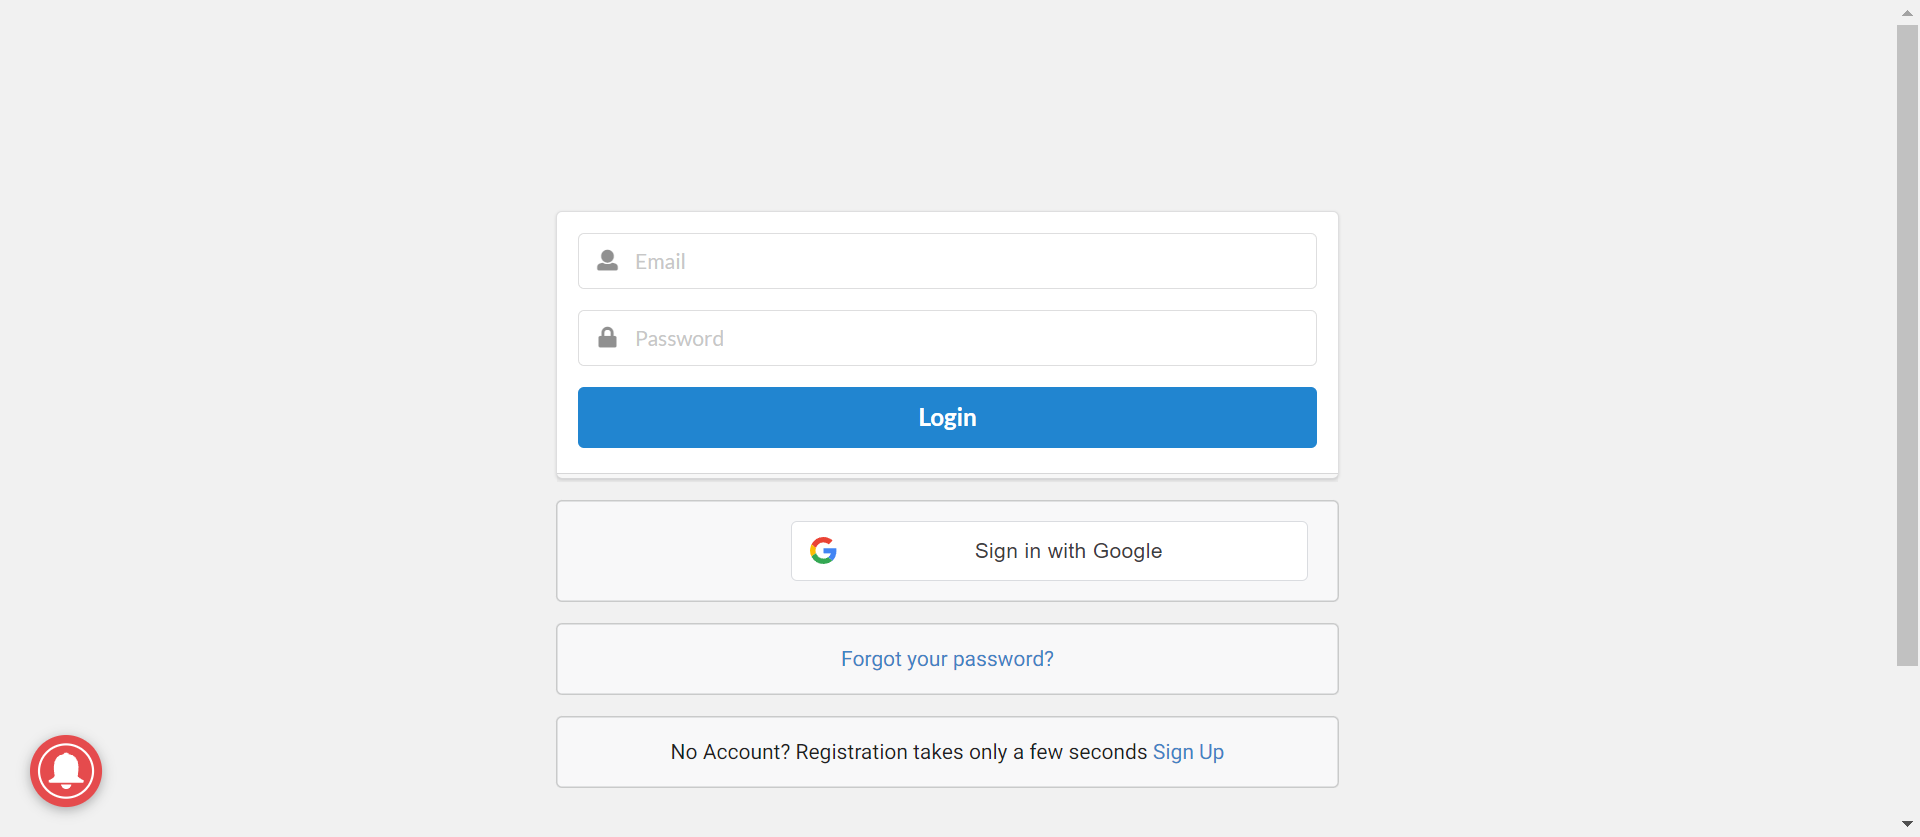 Email
Password
Login
Sign in with Google
Forgot your password?
No Account? Registration takes only a few seconds Sign Up